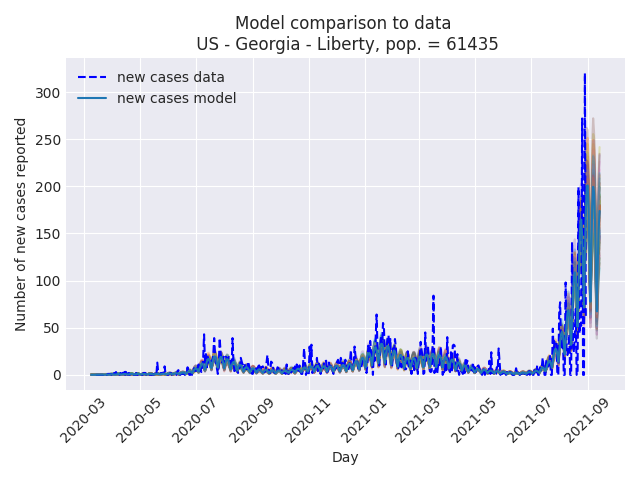 Model comparison to data
US - Georgia - Liberty, pop. = 61435
new cases data
new cases model
Number of new cases reported
300
250
200
150
100
50
0
2020-03
2020-05
2020-07
2020-09
2020-11
2021-01
2021-03
2021-05
2021-07
2021-09
Day